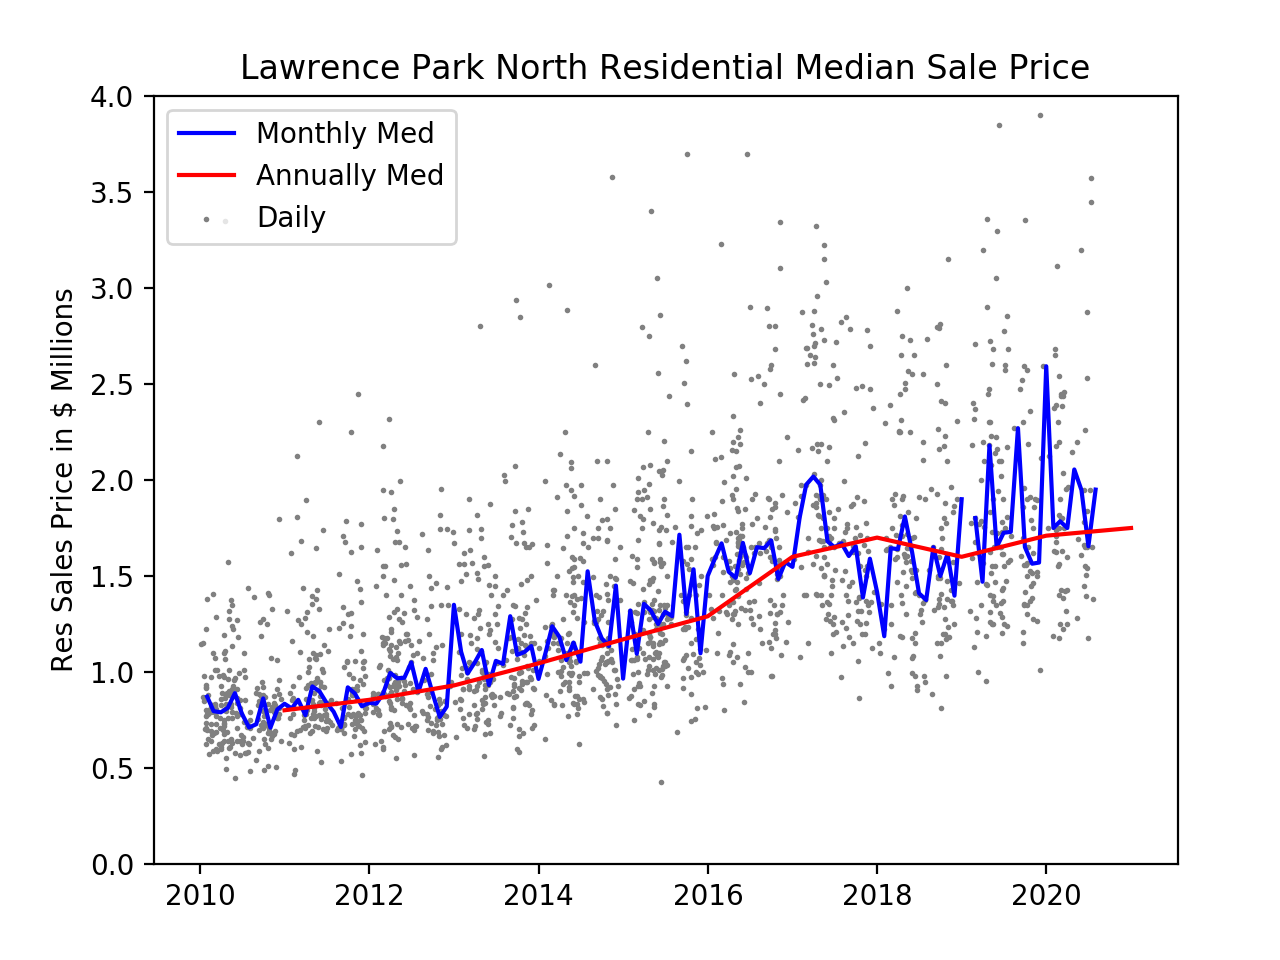 Lawrence Park North Residential Median Sale Price
Monthly Med
Annually Med
Daily
Res Sales Price in $ Millions
4.0
3.5
3.0
2.5
2.0
1.5
1.0
0.5
0.0
2010 2012 2014 2016 2018 2020